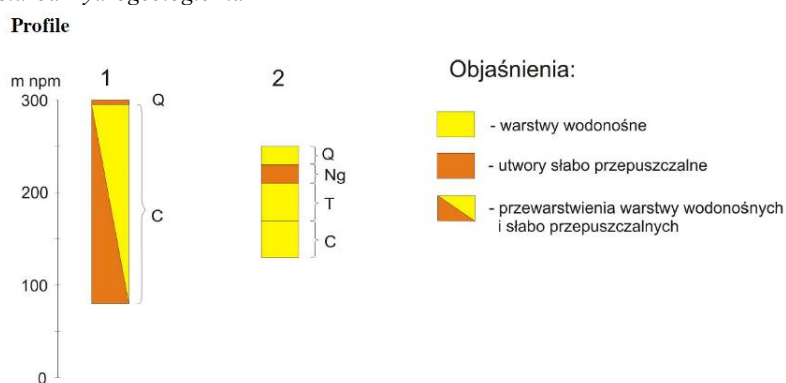 Profile
m npm
1
2
Objaśnienia:
300
Q
- warstwy wodonośne
Q
- utwory słabo przepuszczalne
Ng
200
T
- przewarstwienia warstwy wodonośnych
i słabo przepuszczalnych
C
C
100
0